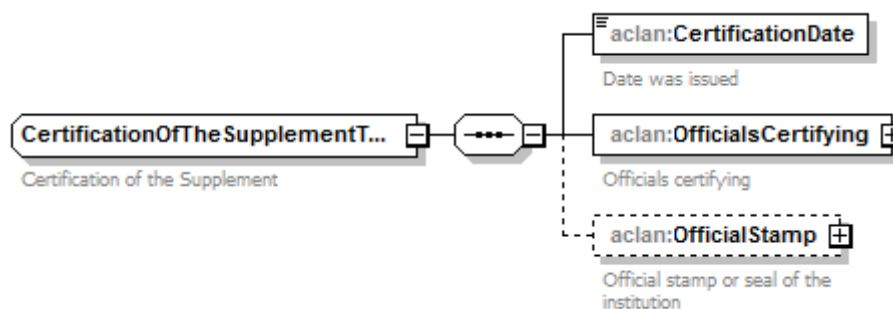 aclan:CertificationDate
Date was issued
CertificationOfTheSupplementT...
Certification of the Supplement
aclan:OfficialsCertifying
Officials certifying
aclan:OfficialStamp
Official stamp or seal of the
institution